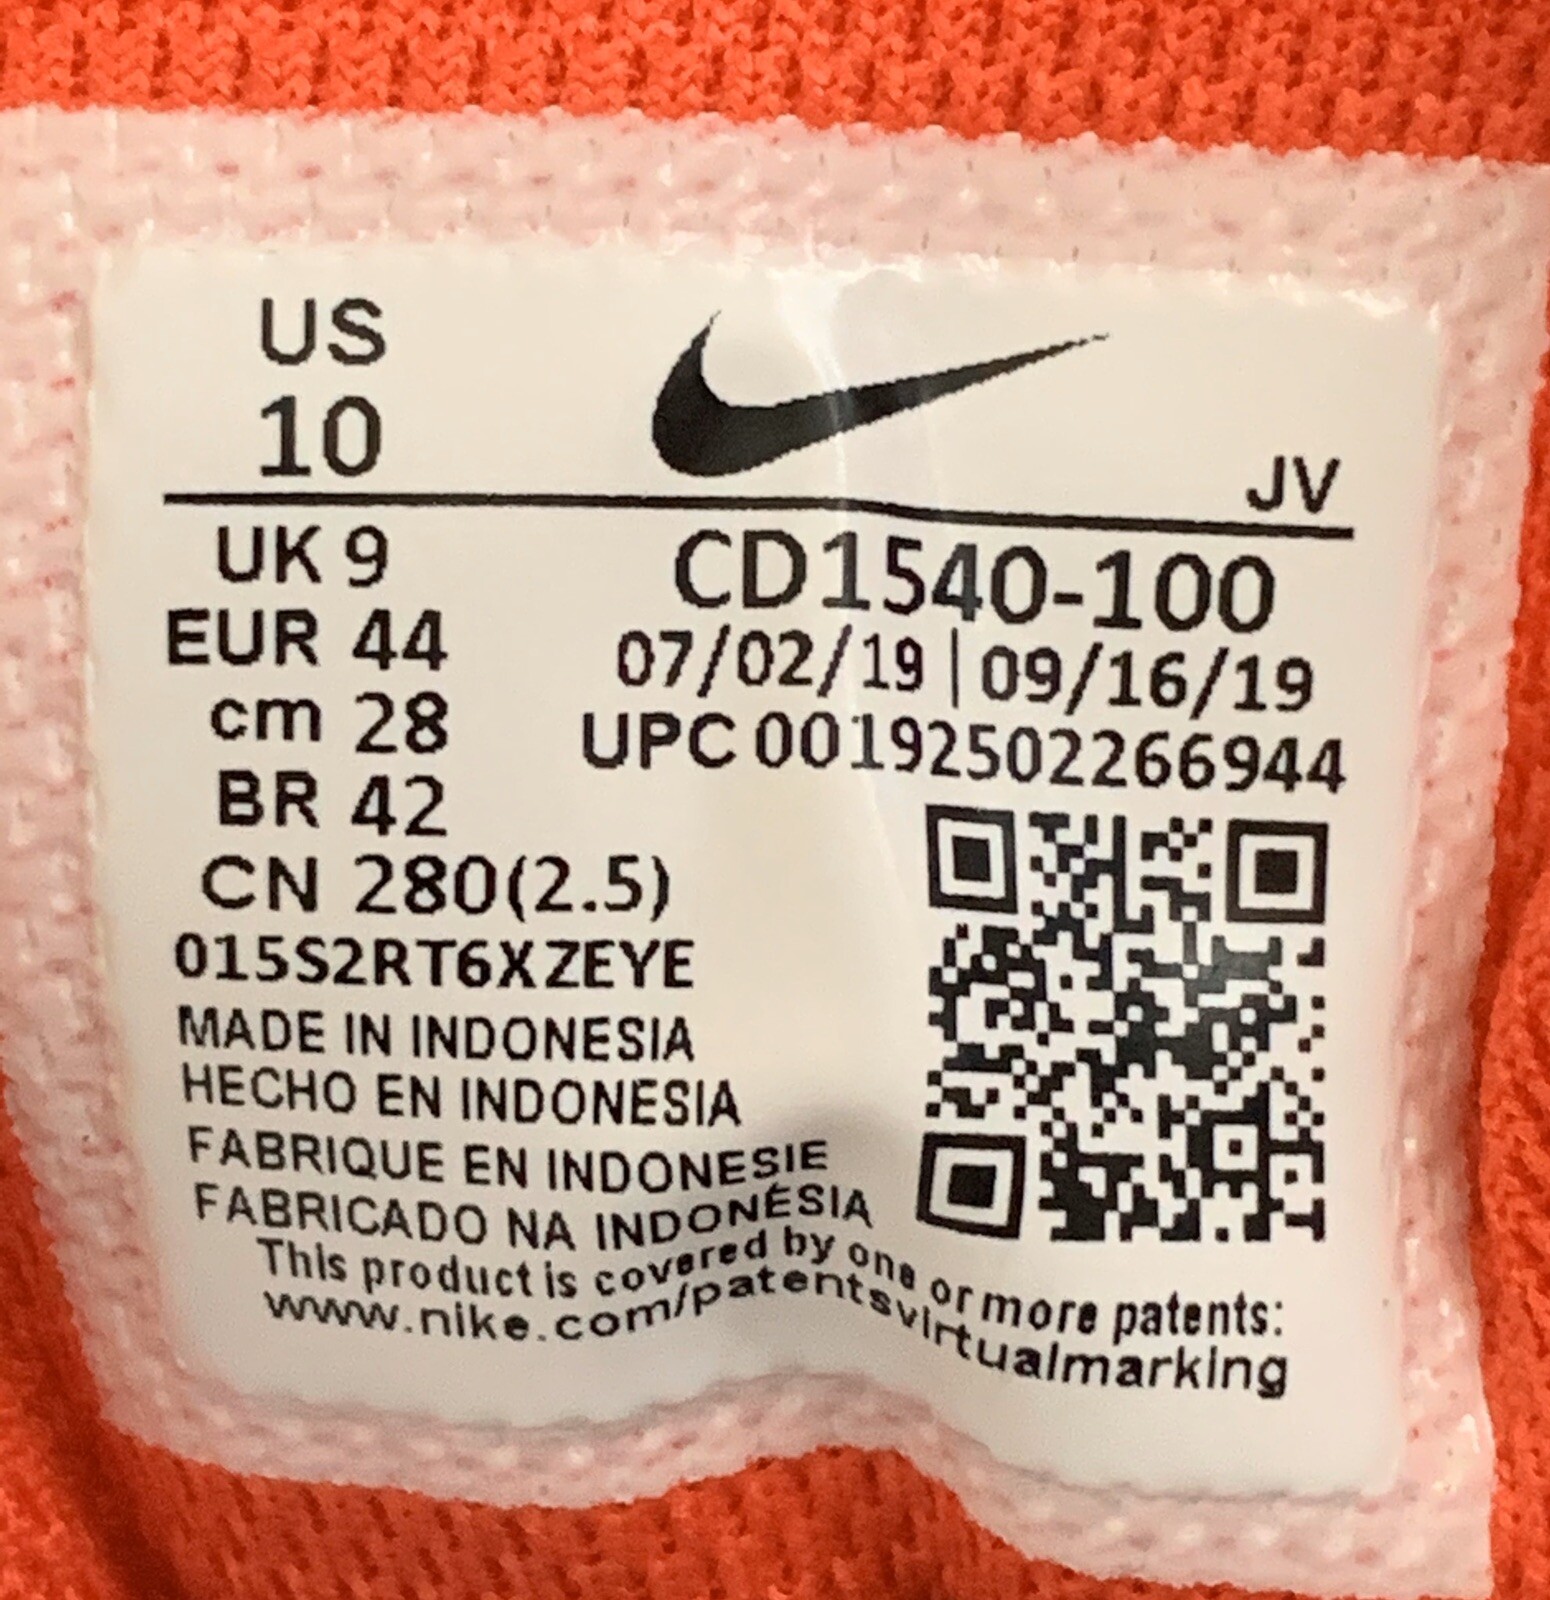 US
10
JV
UK 9
EUR 44
cm 28
BR 42
CN 280(2.5)
CD1540-100
07/02/19 | 09/16/19
UPC 00192502266944
015S2RT6XZEYE
MADE IN INDONESIA
HECHO EN INDONESIA
FABRIQUE EN INDONESIE
FABRICADO NA INDONÉSIA
This product is covered by one or more patents:
www.nike.com/patentsvirtualmarking